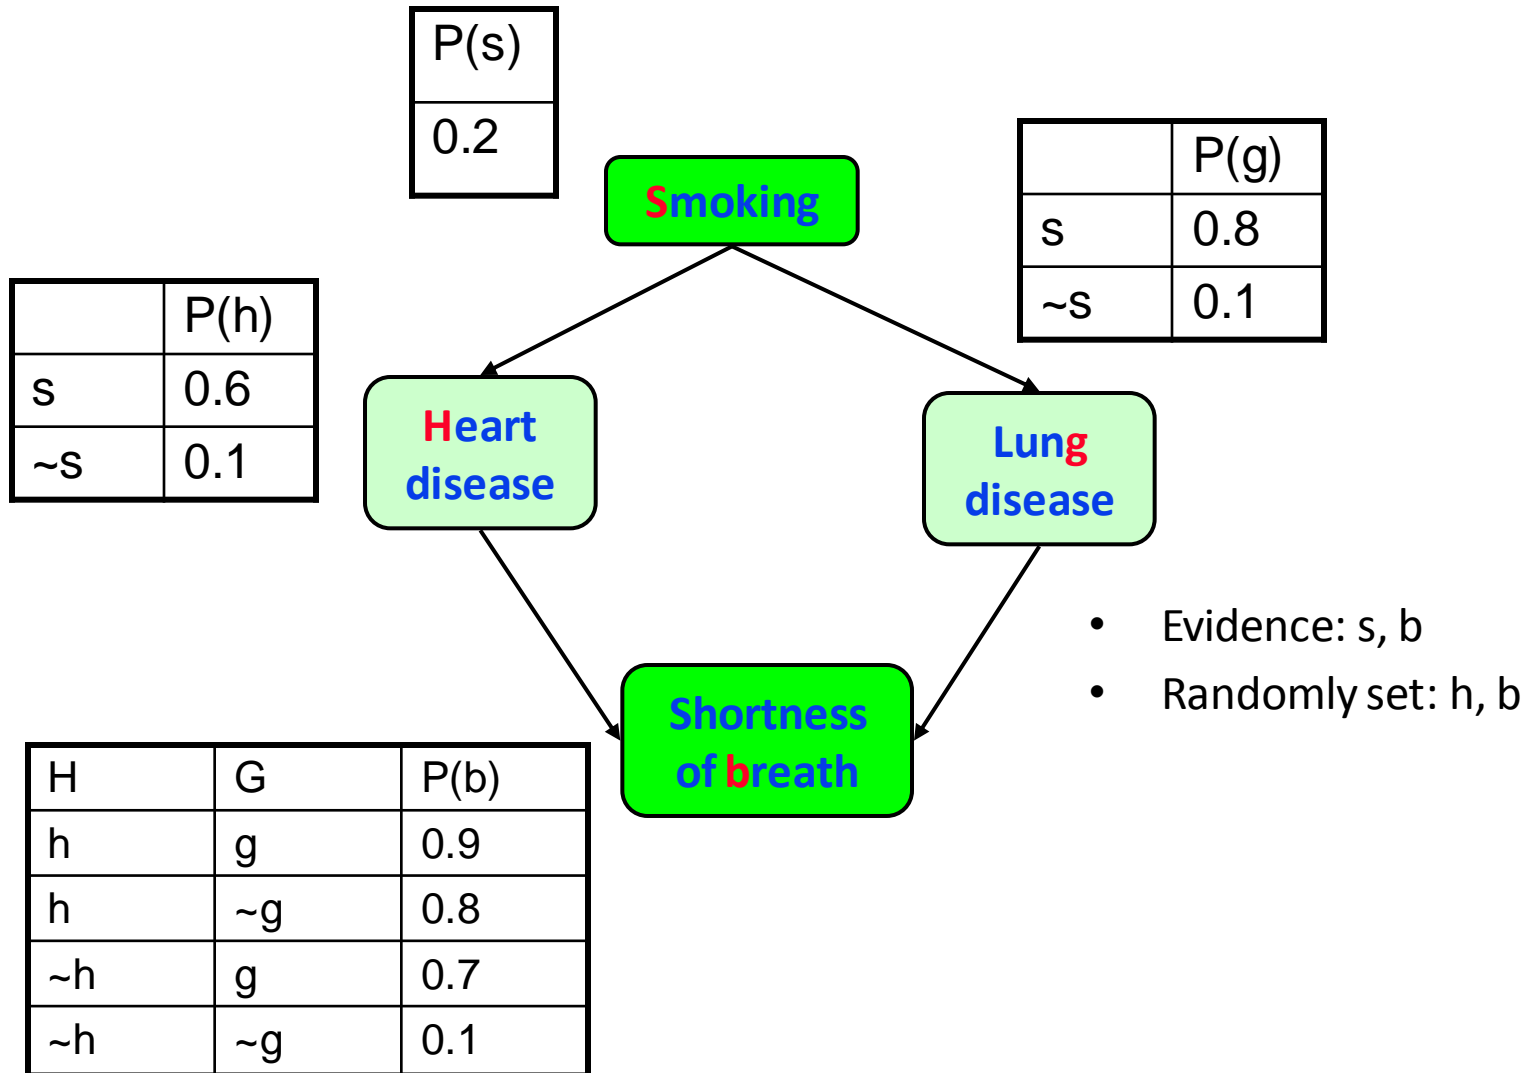 P(s)
0.2
Smoking
P(g)
s 0.8
~s 0.1
P(h)
s 0.6
~s 0.1
Heart
disease
Lung
disease
• Evidence: s, b
• Randomly set: h, b
Shortness
of breath
H G P(b)
h g 0.9
h ~g 0.8
~h g 0.7
~h ~g 0.1